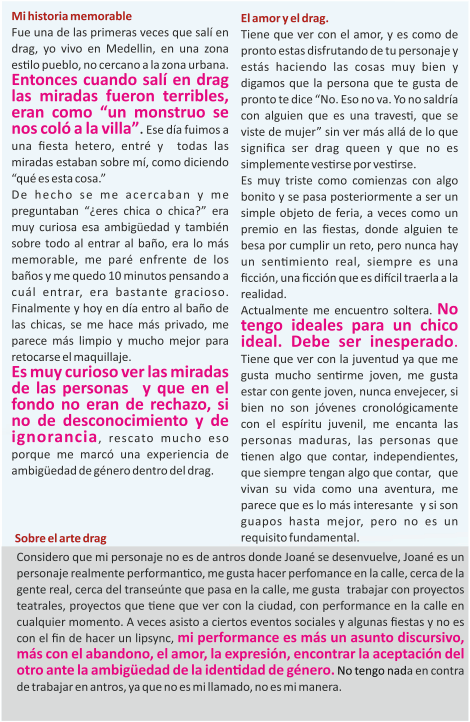 Mi historia memorable
Fue una de las primeras veces que salí en
drag, yo vivo en Medellin, en una zona
estilo pueblo, no cercano a la zona urbana.
Entonces cuando salí en drag
las miradas fueron terribles,
eran como “un monstruo se
nos coló a la villa”. Ese día fuimos a
una fiesta hetero, entré y todas las
miradas estaban sobre mí, como diciendo
“qué es esta cosa.”
De hecho se me acercaban y me
preguntaban “¿eres chica o chica?” era
muy curiosa esa ambigüedad y también
sobre todo al entrar al baño, era lo más
memorable, me paré enfrente de los
baños y me quedo 10 minutos pensando a
cuál entrar, era bastante gracioso.
Finalmente y hoy en día entro al baño de
las chicas, se me hace más privado, me
parece más limpio y mucho mejor para
retocarse el maquillaje.
Es muy curioso ver las miradas
de las personas y que en el
fondo no eran de rechazo, si
no de desconocimiento y de
ignorancia, rescato mucho eso
porque me marcó una experiencia de
ambigüedad de género dentro del drag.
El amor y el drag.
Tiene que ver con el amor, y es como de
pronto estas disfrutando de tu personaje y
estás haciendo las cosas muy bien y
digamos que la persona que te gusta de
pronto te dice “No. Eso no va. Yo no saldría
con alguien que es una travesti, que se
viste de mujer” sin ver más allá de lo que
significa ser drag queen y que no es
simplemente vestirse por vestirse.
Es muy triste como comienzas con algo
bonito y se pasa posteriormente a ser un
simple objeto de feria, a veces como un
premio en las fiestas, donde alguien te
besa por cumplir un reto, pero nunca hay
un sentimiento real, siempre es una
ficción, una ficción que es difícil traerla a la
realidad.
Actualmente me encuentro soltera. No
tengo ideales para un chico
ideal. Debe ser inesperado.
Tiene que ver con la juventud ya que me
gusta mucho sentirme joven, me gusta
estar con gente joven, nunca envejecer, si
bien no son jóvenes cronológicamente
con el espíritu juvenil, me encanta las
personas maduras, las personas que
tienen algo que contar, independientes,
que siempre tengan algo que contar, que
vivan su vida como una aventura, me
parece que es lo más interesante y si son
guapos hasta mejor, pero no es un
requisito fundamental.
Sobre el arte drag
Considero que mi personaje no es de antros donde Joané se desenvuelve, Joané es un
personaje realmente performantico, me gusta hacer perfomance en la calle, cerca de la
gente real, cerca del transeúnte que pasa en la calle, me gusta trabajar con proyectos
teatrales, proyectos que tiene que ver con la ciudad, con performance en la calle en
cualquier momento. A veces asisto a ciertos eventos sociales y algunas fiestas y no es
con el fin de hacer un lipsync, mi performance es más un asunto discursivo,
más con el abandono, el amor, la expresión, encontrar la aceptación del
otro ante la ambigüedad de la identidad de género. No tengo nada en contra
de trabajar en antros, ya que no es mi llamado, no es mi manera.